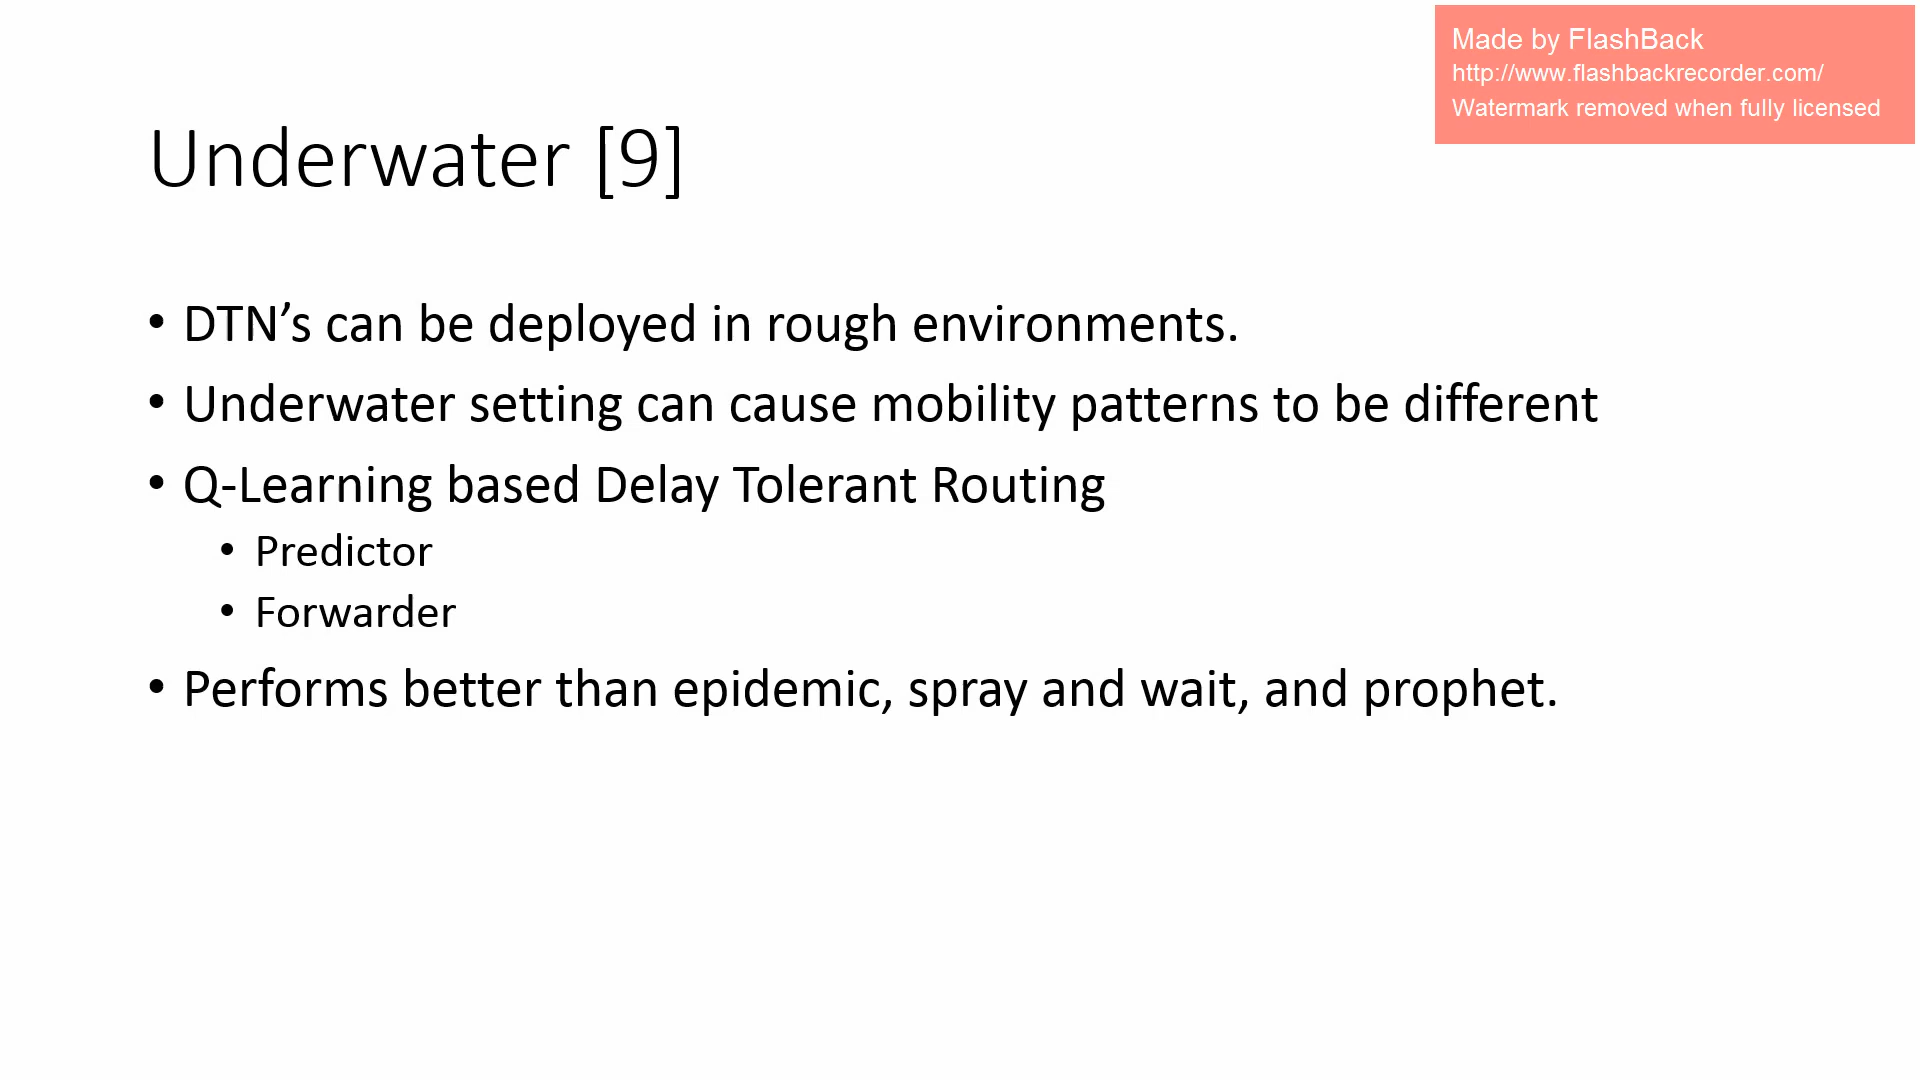 Made by FlashBack
http://www.flashbackrecorder.com/
Watermark removed when fully licensed
Underwater [9]
• DTN’s can be deployed in rough environments.
• Underwater setting can cause mobility patterns to be different
• Q-Learning based Delay Tolerant Routing
• Predictor
• Forwarder
• Performs better than epidemic, spray and wait, and prophet.